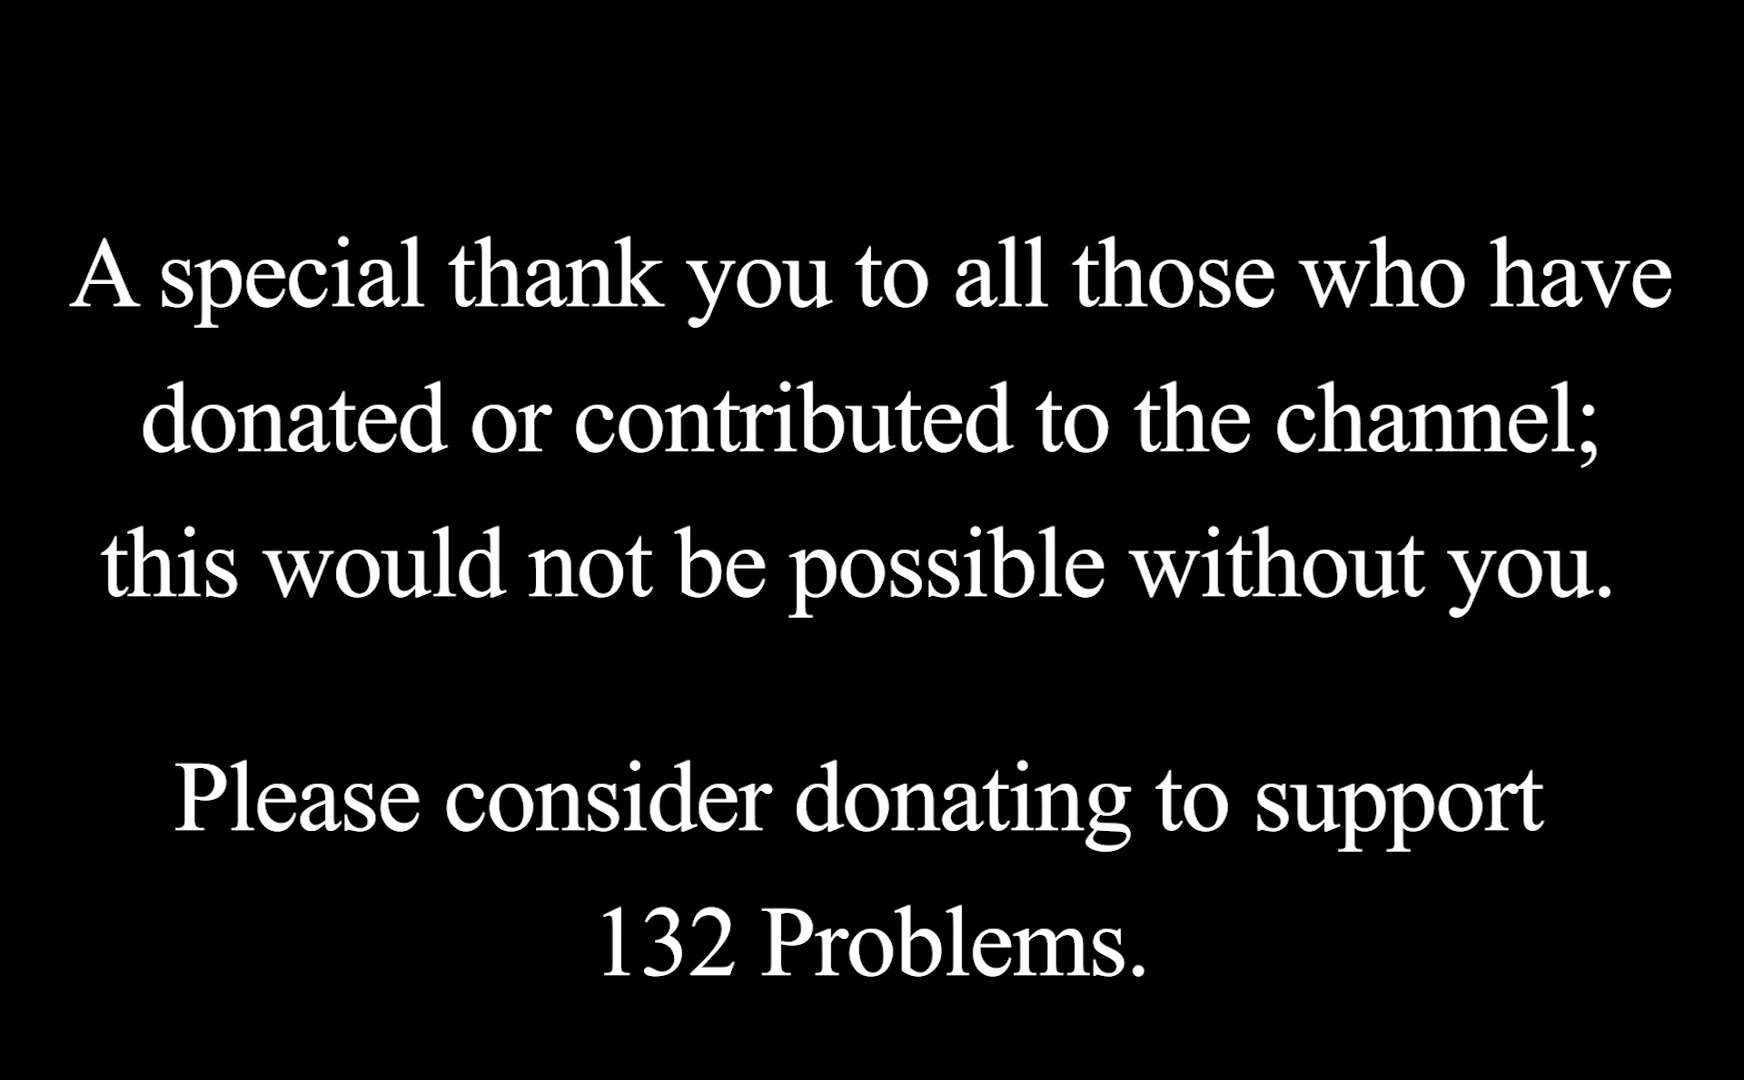 A special thank you to all those who have
donated or contributed to the channel;
this would not be possible without you.
Please consider donating to support
132 Problems.